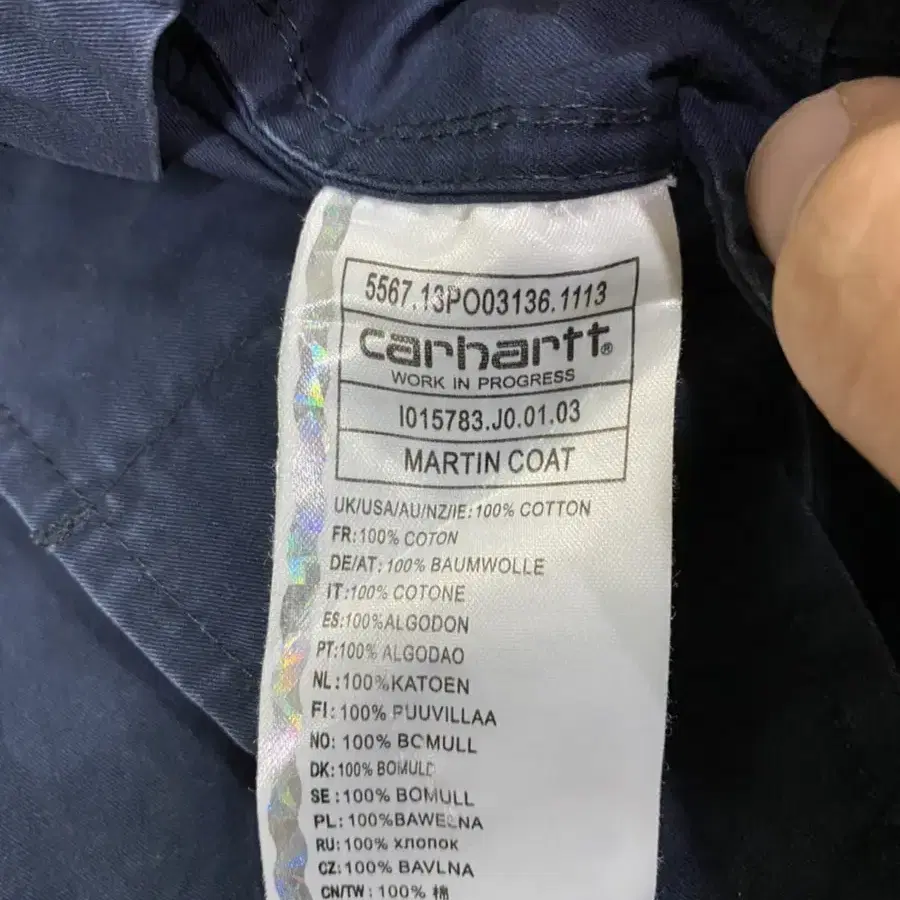 5567.13PO03136.1113
carhartt®
WORK IN PROGRESS
I015783.J0.01.03
MARTIN COAT
UK/USA/AU/NZ/IE:100% COTTON
FR:100% COTON
DE/AT:100% BAUMWOLLE
IT:100% COTONE
ES:100%ALGODON
PT:100% ALGODAO
NL:100%KATOEN
FI:100% PUUVILLAA
NO: 100% BOMULL
DK:100% BOMULD
SE:100% BOMULL
PL:100%BAWELNA
RU:100% хлопок
CZ:100% BAVLNA
CN/TW:100% 棉